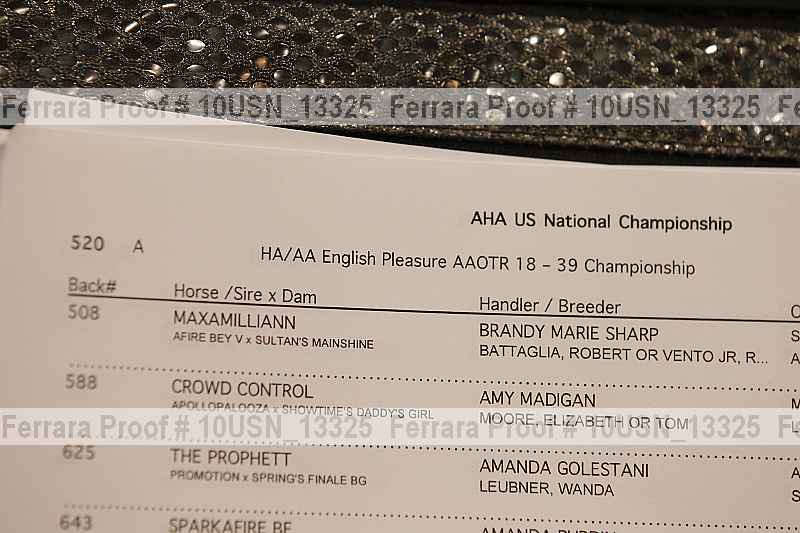 Ferrara Proof # 10USN_13325 Ferrara Proof # 10USN_13325
AHA US National Championship
520 A
HA/AA English Pleasure AAOTR 18 - 39 Championship
Back# Horse /Sire x Dam Handler / Breeder
508 MAXAMILLIANN BRANDY MARIE SHARP
AFIRE BEY V x SULTAN'S MAINSHINE BATTAGLIA, ROBERT OR VENTO JR, R...
588 CROWD CONTROL AMY MADIGAN
APOLLOPALOOZA x SHOWTIME'S DADDY'S GIRL MOORE, ELIZABETH OR TOM
Ferrara Proof # 10USN_13325 Ferrara Proof # 10USN_13325
625 THE PROPHETT AMANDA GOLESTANI
PROMOTION x SPRING'S FINALE BG LEUBNER, WANDA
643 SPARKAFIRE BF AMANDA